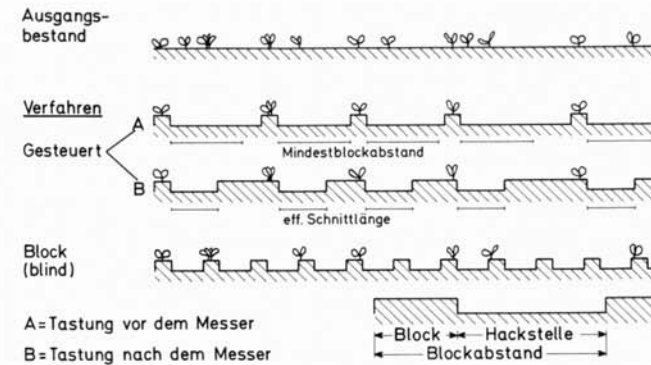 Ausgangs-
bestand
Verfahren
A
Gesteuert
Mindestblockabstand
B
eff. Schnittlänge
Block
(blind)
A=Tastung vor dem Messer
Block
Hackstelle
Blockabstand
B=Tastung nach dem Messer